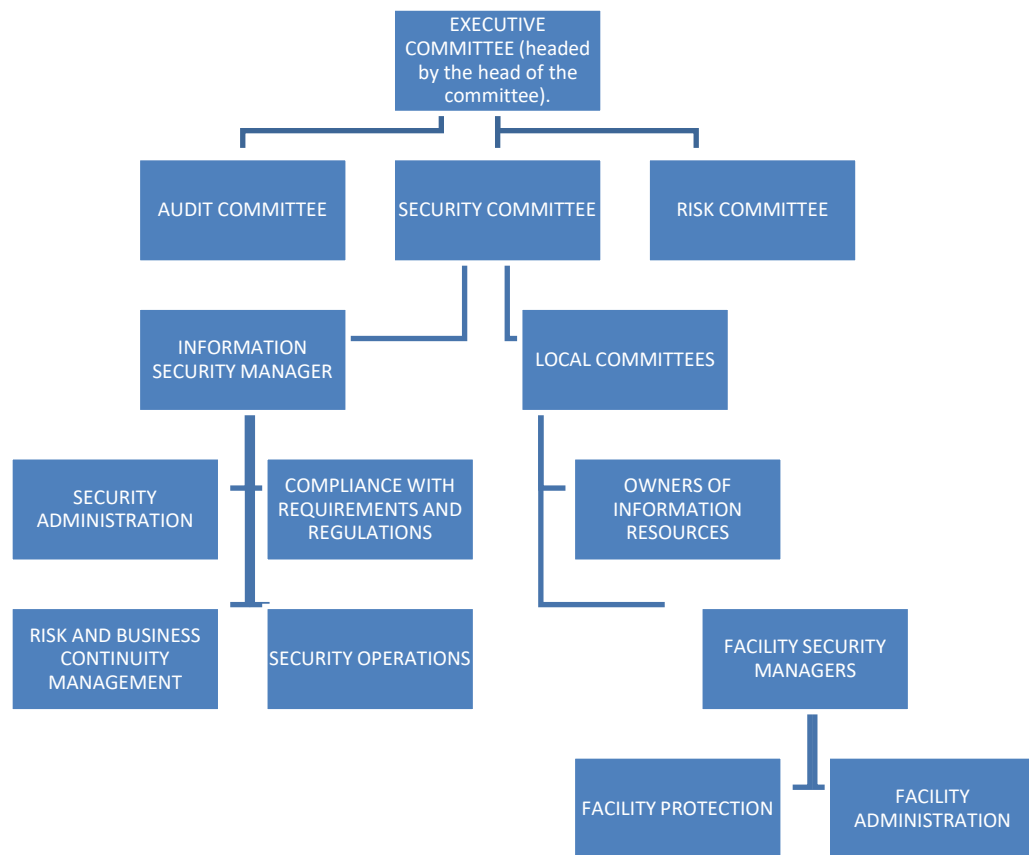 EXECUTIVE
COMMITTEE (headed
by the head of the
committee).
AUDIT COMMITTEE
SECURITY COMMITTEE
RISK COMMITTEE
INFORMATION
SECURITY MANAGER
LOCAL COMMITTEES
SECURITY
ADMINISTRATION
COMPLIANCE WITH
REQUIREMENTS AND
REGULATIONS
OWNERS OF
INFORMATION
RESOURCES
RISK AND BUSINESS
CONTINUITY
MANAGEMENT
SECURITY OPERATIONS
FACILITY SECURITY
MANAGERS
FACILITY PROTECTION
FACILITY
ADMINISTRATION